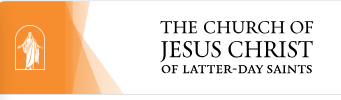 THE CHURCH OF
JESUS CHRIST
OF LATTER-DAY SAINTS